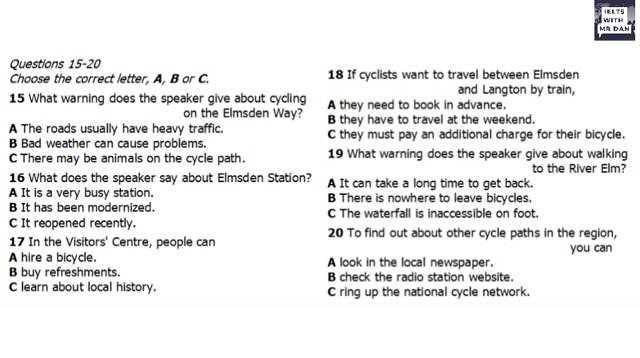 IELTS
WITH
MR DAN
Questions 15-20
Choose the correct letter, A, B or C.
15 What warning does the speaker give about cycling
on the Elmsden Way?
A The roads usually have heavy traffic.
B Bad weather can cause problems.
C There may be animals on the cycle path.
16 What does the speaker say about Elmsden Station?
A It is a very busy station.
B It has been modernized.
C It reopened recently.
17 In the Visitors' Centre, people can
A hire a bicycle.
B buy refreshments.
C learn about local history.
18 If cyclists want to travel between Elmsden
and Langton by train,
A they need to book in advance.
B they have to travel at the weekend.
C they must pay an additional charge for their bicycle.
19 What warning does the speaker give about walking
to the River Elm?
A It can take a long time to get back.
B There is nowhere to leave bicycles.
C The waterfall is inaccessible on foot.
20 To find out about other cycle paths in the region,
you can
A look in the local newspaper.
B check the radio station website.
C ring up the national cycle network.